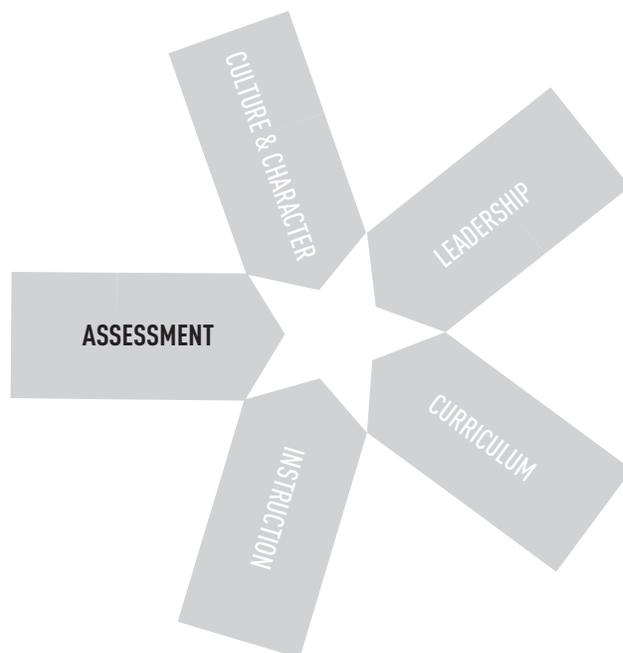 CULTURE & CHARACTER
LEADERSHIP
ASSESSMENT
CURRICULUM
INSTRUCTION